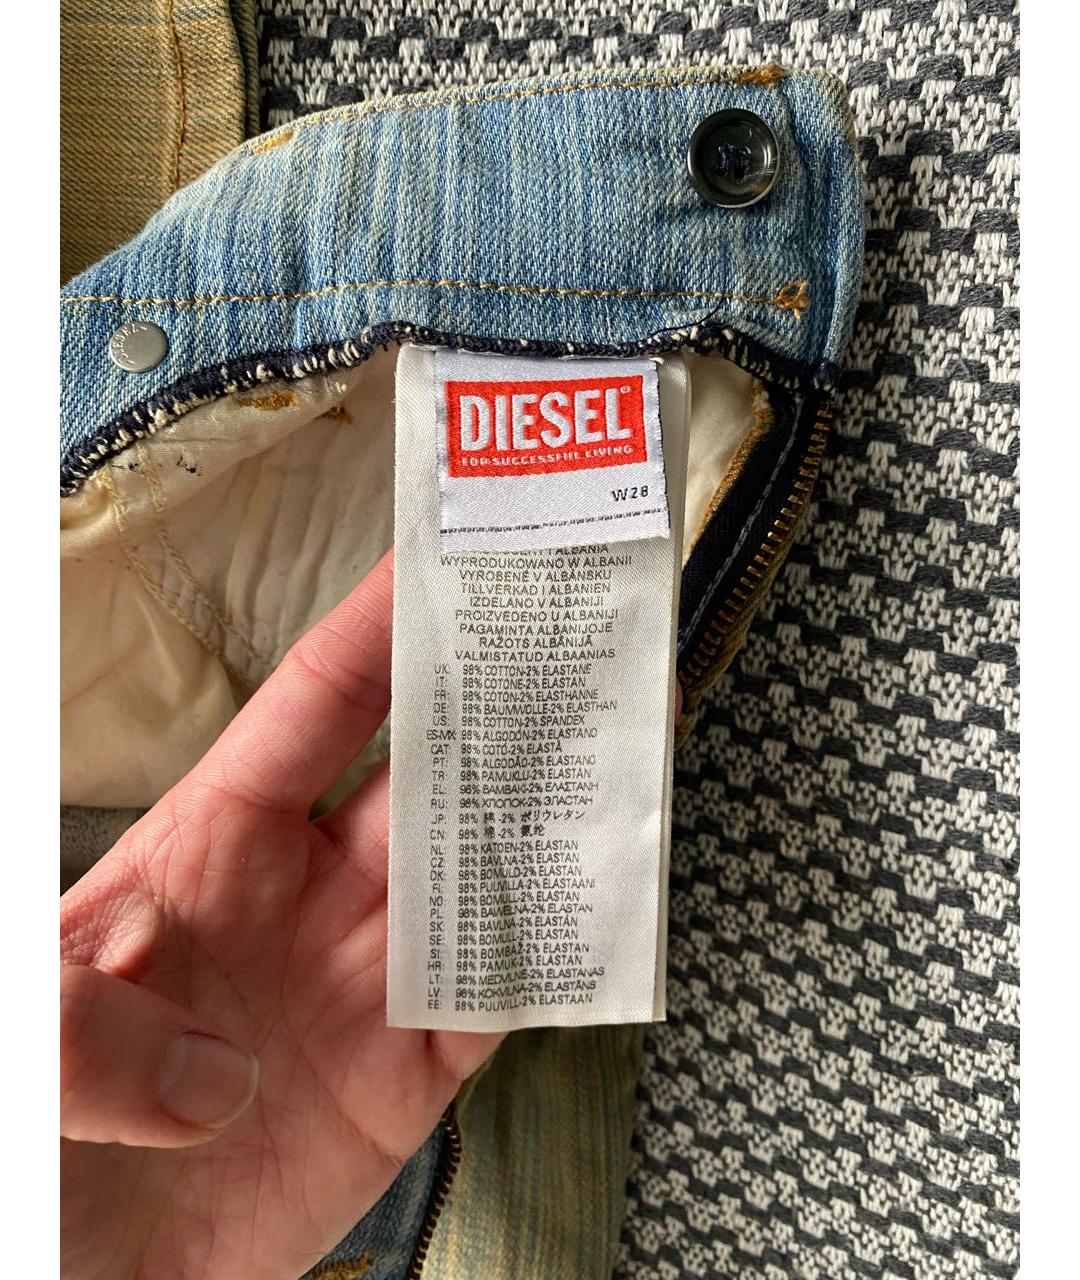 DIESEL
FOR SUCCESSFUL LIVING
W28
I ALBANIA
WYPRODUKOWANO W ALBANII
VYROBENÉ V ALBÁNSKU
TILLVERKAD I ALBANIEN
IZDELANO V ALBANIJI
PROIZVEDENO U ALBANIJI
PAGAMINTA ALBANIJOJE
RAŽOTS ALBĀNIJĀ
VALMISTATUD ALBAANIAS
UK: 98% COTTON-2% ELASTANE
IT: 98% COTONE-2% ELASTAN
FR: 98% COTON-2% ELASTHANNE
DE: 98% BAUMWOLLE-2% ELASTHAN
US: 98% COTTON-2% SPANDEX
ES-MX: 98% ALGODÓN-2% ELASTANO
CAT: 98% COTÓ-2% ELASTÀ
PT: 98% ALGODÃO-2% ELASTANO
TR: 98% PAMUKLU-2% ELASTAN
EL: 98% ΒΑΜΒΑΚΙ-2% ΕΛΑΣΤΑΝΗ
RU: 98% ХЛОПОК-2% ЭЛАСТАН
JP: 98% 綿 -2% ポリウレタン
CN: 98% 棉 -2% 氨纶
NL: 98% KATOEN-2% ELASTAN
CZ: 98% BAVLNA-2% ELASTAN
DK: 98% BOMULD-2% ELASTAN
FI: 98% PUUVILLA-2% ELASTAANI
NO: 98% BOMULL-2% ELASTAN
PL: 98% BAWEŁNA-2% ELASTAN
SK: 98% BAVLNA-2% ELASTÁN
SE: 98% BOMULL-2% ELASTAN
SI: 98% BOMBAŽ-2% ELASTAN
HR: 98% PAMUK-2% ELASTAN
LT: 98% MEDVILNĖ-2% ELASTANAS
LV: 98% KOKVILNA-2% ELASTĀNS
EE: 98% PUUVILL-2% ELASTAAN